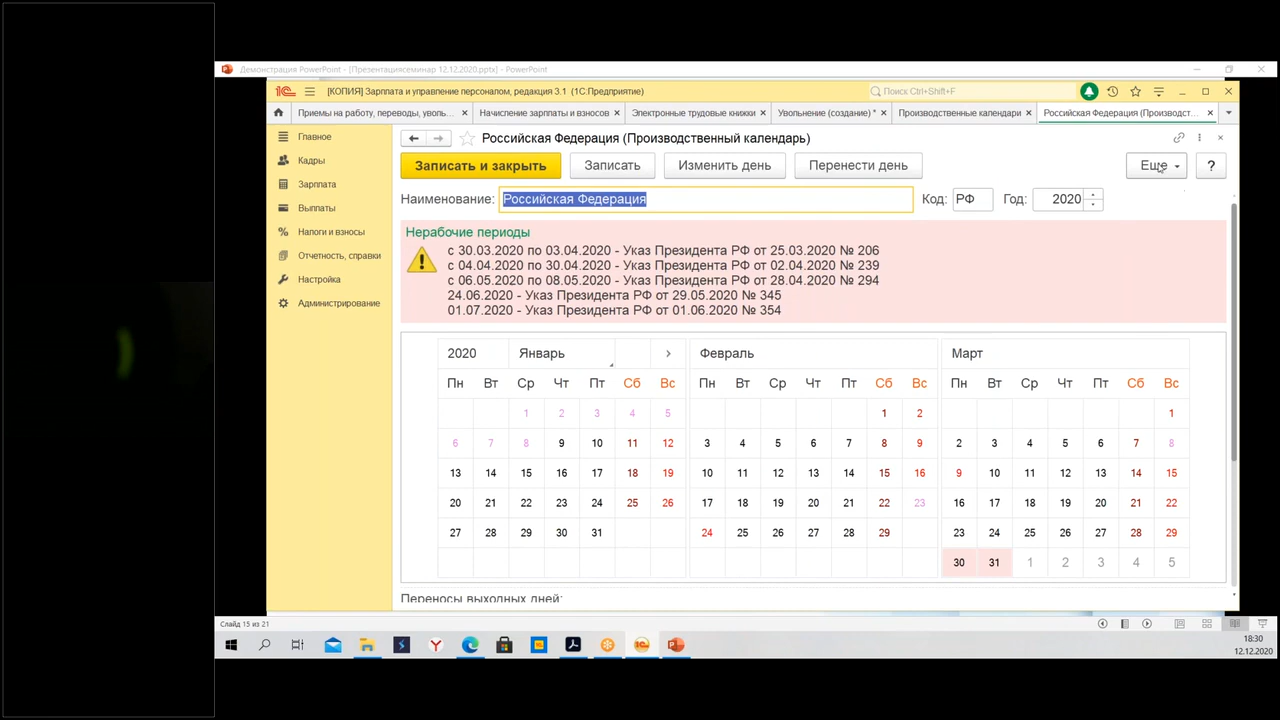 Демонстрация PowerPoint - [Презентациясеминар 12.12.2020.pptx] - PowerPoint
1С [КОПИЯ] Зарплата и управление персоналом, редакция 3.1 (1С:Предприятие) Поиск Ctrl+Shift+F
Приемы на работу, переводы, уволь... × Начисление зарплаты и взносов × Электронные трудовые книжки × Увольнение (создание) * × Производственные календари × Российская Федерация (Производст... ×
Главное
Кадры
Зарплата
Выплаты
Налоги и взносы
Отчетность, справки
Настройка
Администрирование
Российская Федерация (Производственный календарь)
Записать и закрыть Записать Изменить день Перенести день Еще ?
Наименование: Российская Федерация Код: РФ Год: 2020
Нерабочие периоды
с 30.03.2020 по 03.04.2020 - Указ Президента РФ от 25.03.2020 № 206
с 04.04.2020 по 30.04.2020 - Указ Президента РФ от 02.04.2020 № 239
с 06.05.2020 по 08.05.2020 - Указ Президента РФ от 28.04.2020 № 294
24.06.2020 - Указ Президента РФ от 29.05.2020 № 345
01.07.2020 - Указ Президента РФ от 01.06.2020 № 354
2020 Январь > Февраль Март
Пн Вт Ср Чт Пт Сб Вс Пн Вт Ср Чт Пт Сб Вс Пн Вт Ср Чт Пт Сб Вс
1 2 3 4 5 1 2 1
6 7 8 9 10 11 12 3 4 5 6 7 8 9 2 3 4 5 6 7 8
13 14 15 16 17 18 19 10 11 12 13 14 15 16 9 10 11 12 13 14 15
20 21 22 23 24 25 26 17 18 19 20 21 22 23 16 17 18 19 20 21 22
27 28 29 30 31 24 25 26 27 28 29 23 24 25 26 27 28 29
30 31 1 2 3 4 5
Переносы выходных дней:
Слайд 15 из 21
18:30
12.12.2020